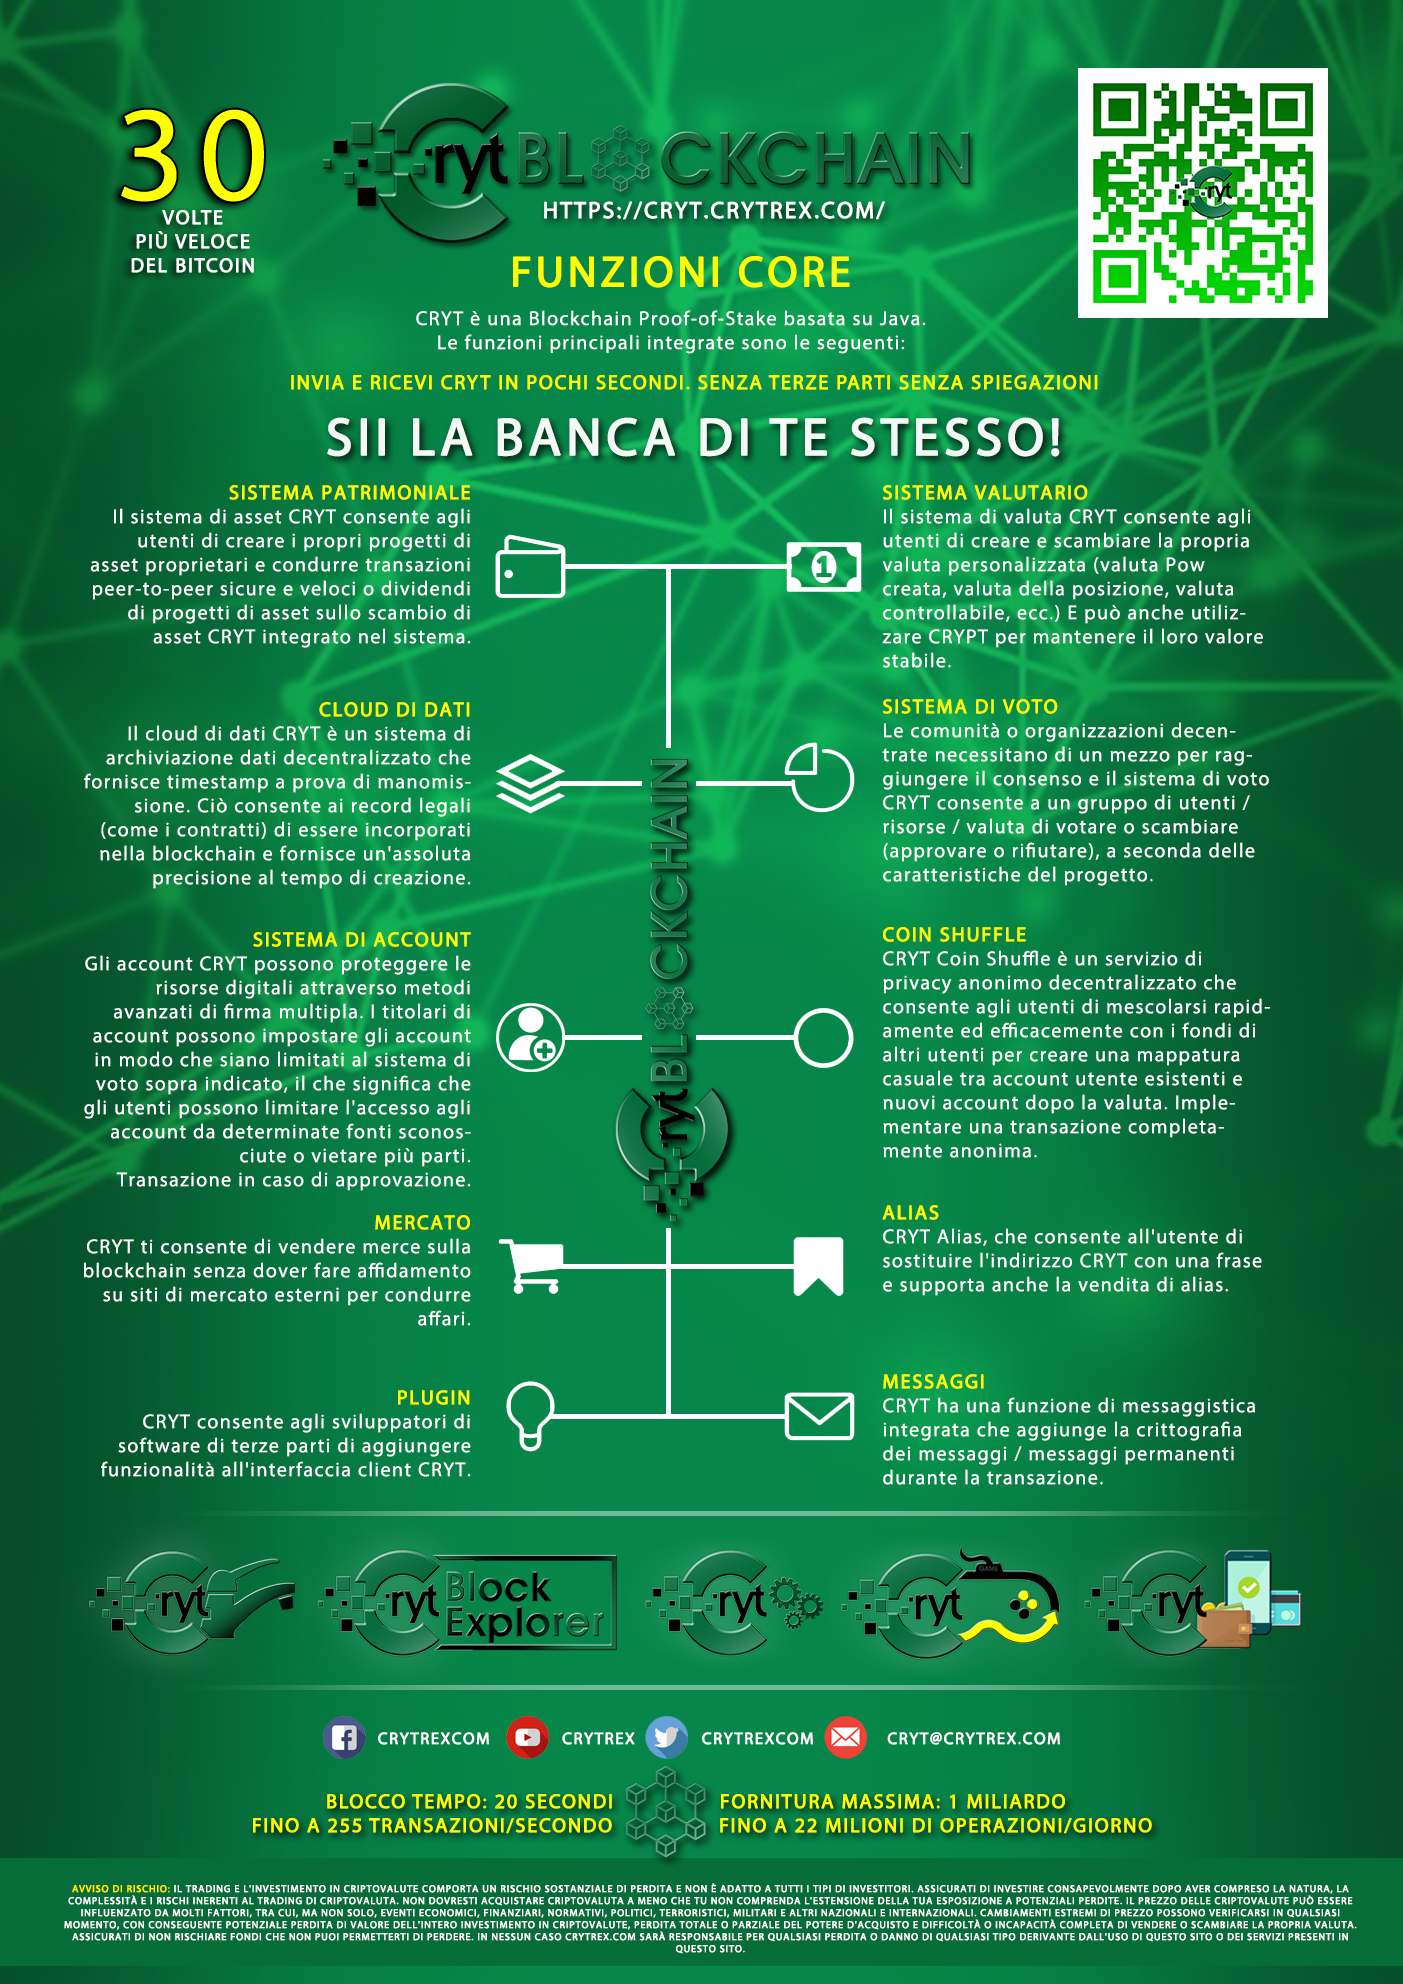 30
VOLTE
PIÙ VELOCE
DEL BITCOIN
Cryt BLOCKCHAIN
HTTPS://CRYT.CRYTREX.COM/
ryt
FUNZIONI CORE
CRYT è una Blockchain Proof-of-Stake basata su Java.
Le funzioni principali integrate sono le seguenti:
INVIA E RICEVI CRYT IN POCHI SECONDI. SENZA TERZE PARTI SENZA SPIEGAZIONI
SII LA BANCA DI TE STESSO!
SISTEMA PATRIMONIALE
Il sistema di asset CRYT consente agli
utenti di creare i propri progetti di
asset proprietari e condurre transazioni
peer-to-peer sicure e veloci o dividendi
di progetti di asset sullo scambio di
asset CRYT integrato nel sistema.
SISTEMA VALUTARIO
Il sistema di valuta CRYT consente agli
utenti di creare e scambiare la propria
valuta personalizzata (valuta Pow
creata, valuta della posizione, valuta
controllabile, ecc.) E può anche utiliz-
zare CRYPT per mantenere il loro valore
stabile.
1
CLOUD DI DATI
Il cloud di dati CRYT è un sistema di
archiviazione dati decentralizzato che
fornisce timestamp a prova di manomis-
sione. Ciò consente ai record legali
(come i contratti) di essere incorporati
nella blockchain e fornisce un'assoluta
precisione al tempo di creazione.
SISTEMA DI VOTO
Le comunità o organizzazioni decen-
trate necessitano di un mezzo per rag-
giungere il consenso e il sistema di voto
CRYT consente a un gruppo di utenti /
risorse / valuta di votare o scambiare
(approvare o rifiutare), a seconda delle
caratteristiche del progetto.
Cryt BLOCKCHAIN
SISTEMA DI ACCOUNT
Gli account CRYT possono proteggere le
risorse digitali attraverso metodi
avanzati di firma multipla. I titolari di
account possono impostare gli account
in modo che siano limitati al sistema di
voto sopra indicato, il che significa che
gli utenti possono limitare l'accesso agli
account da determinate fonti sconos-
ciute o vietare più parti.
Transazione in caso di approvazione.
COIN SHUFFLE
CRYT Coin Shuffle è un servizio di
privacy anonimo decentralizzato che
consente agli utenti di mescolarsi rapid-
amente ed efficacemente con i fondi di
altri utenti per creare una mappatura
casuale tra account utente esistenti e
nuovi account dopo la valuta. Imple-
mentare una transazione completa-
mente anonima.
MERCATO
CRYT ti consente di vendere merce sulla
blockchain senza dover fare affidamento
su siti di mercato esterni per condurre
affari.
ALIAS
CRYT Alias, che consente all'utente di
sostituire l'indirizzo CRYT con una frase
e supporta anche la vendita di alias.
PLUGIN
CRYT consente agli sviluppatori di
software di terze parti di aggiungere
funzionalità all'interfaccia client CRYT.
MESSAGGI
CRYT ha una funzione di messaggistica
integrata che aggiunge la crittografia
dei messaggi / messaggi permanenti
durante la transazione.
Cryt
Cryt Block
Explorer
Cryt
Cryt GAME
Cryt
CRYTREXCOM
CRYTREX
CRYTREXCOM
CRYT@CRYTREX.COM
BLOCCO TEMPO: 20 SECONDI
FINO A 255 TRANSAZIONI/SECONDO
FORNITURA MASSIMA: 1 MILIARDO
FINO A 22 MILIONI DI OPERAZIONI/GIORNO
AVVISO DI RISCHIO: IL TRADING E L'INVESTIMENTO IN CRIPTOVALUTE COMPORTA UN RISCHIO SOSTANZIALE DI PERDITA E NON È ADATTO A TUTTI I TIPI DI INVESTITORI. ASSICURATI DI INVESTIRE CONSAPEVOLMENTE DOPO AVER COMPRESO LA NATURA, LA
COMPLESSITÀ E I RISCHI INERENTI AL TRADING DI CRIPTOVALUTA. NON DOVRESTI ACQUISTARE CRIPTOVALUTA A MENO CHE TU NON COMPRENDA L'ESTENSIONE DELLA TUA ESPOSIZIONE A POTENZIALI PERDITE. IL PREZZO DELLE CRIPTOVALUTE PUÒ ESSERE
INFLUENZATO DA MOLTI FATTORI, TRA CUI, MA NON SOLO, EVENTI ECONOMICI, FINANZIARI, NORMATIVI, POLITICI, TERRORISTICI, MILITARI E ALTRI NAZIONALI E INTERNAZIONALI. CAMBIAMENTI ESTREMI DI PREZZO POSSONO VERIFICARSI IN QUALSIASI
MOMENTO, CON CONSEGUENTE POTENZIALE PERDITA DI VALORE DELL'INTERO INVESTIMENTO IN CRIPTOVALUTE, PERDITA TOTALE O PARZIALE DEL POTERE D'ACQUISTO E DIFFICOLTÀ O INCAPACITÀ COMPLETA DI VENDERE O SCAMBIARE LA PROPRIA VALUTA.
ASSICURATI DI NON RISCHIARE FONDI CHE NON PUOI PERMETTERTI DI PERDERE. IN NESSUN CASO CRYTREX.COM SARÀ RESPONSABILE PER QUALSIASI PERDITA O DANNO DI QUALSIASI TIPO DERIVANTE DALL'USO DI QUESTO SITO O DEI SERVIZI PRESENTI IN
QUESTO SITO.